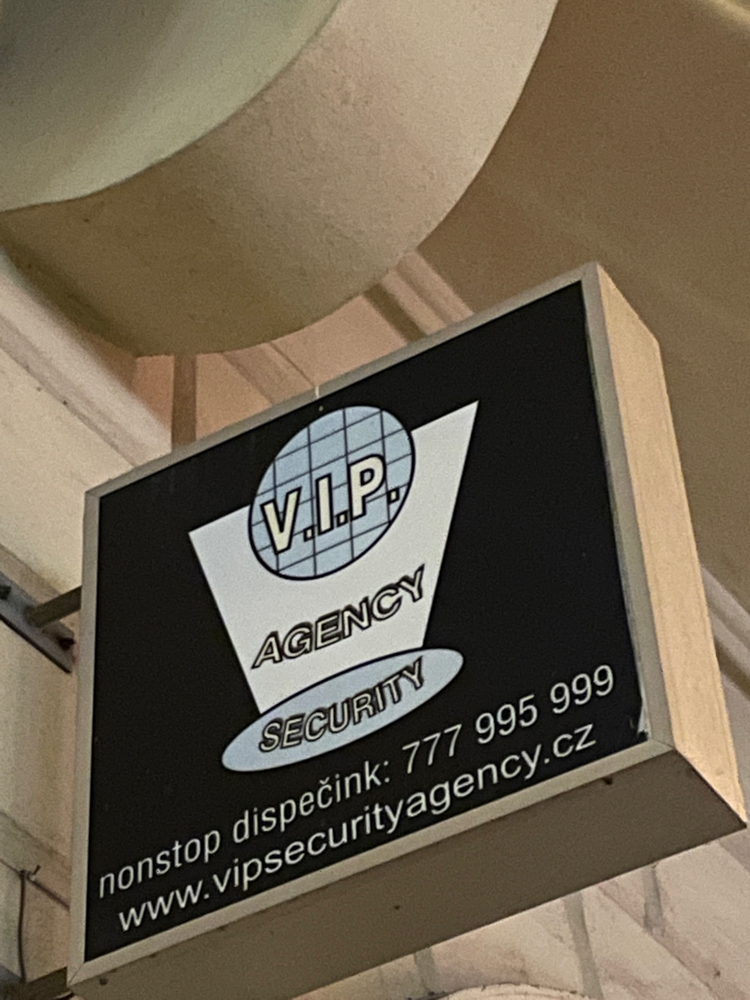 V.I.P.
AGENCY
SECURITY
nonstop dispečink: 777 995 999
www.vipsecurityagency.cz